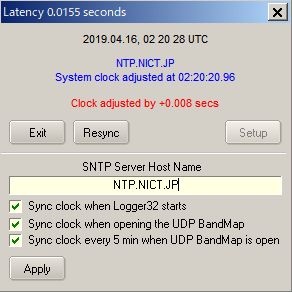 Latency 0.0155 seconds
2019.04.16, 02 20 28 UTC
NTP.NICT.JP
System clock adjusted at 02:20:20.96
Clock adjusted by +0.008 secs
Exit
Resync
Setup
SNTP Server Host Name
NTP.NICT.JP
Sync clock when Logger32 starts
Sync clock when opening the UDP BandMap
Sync clock every 5 min when UDP BandMap is open
Apply